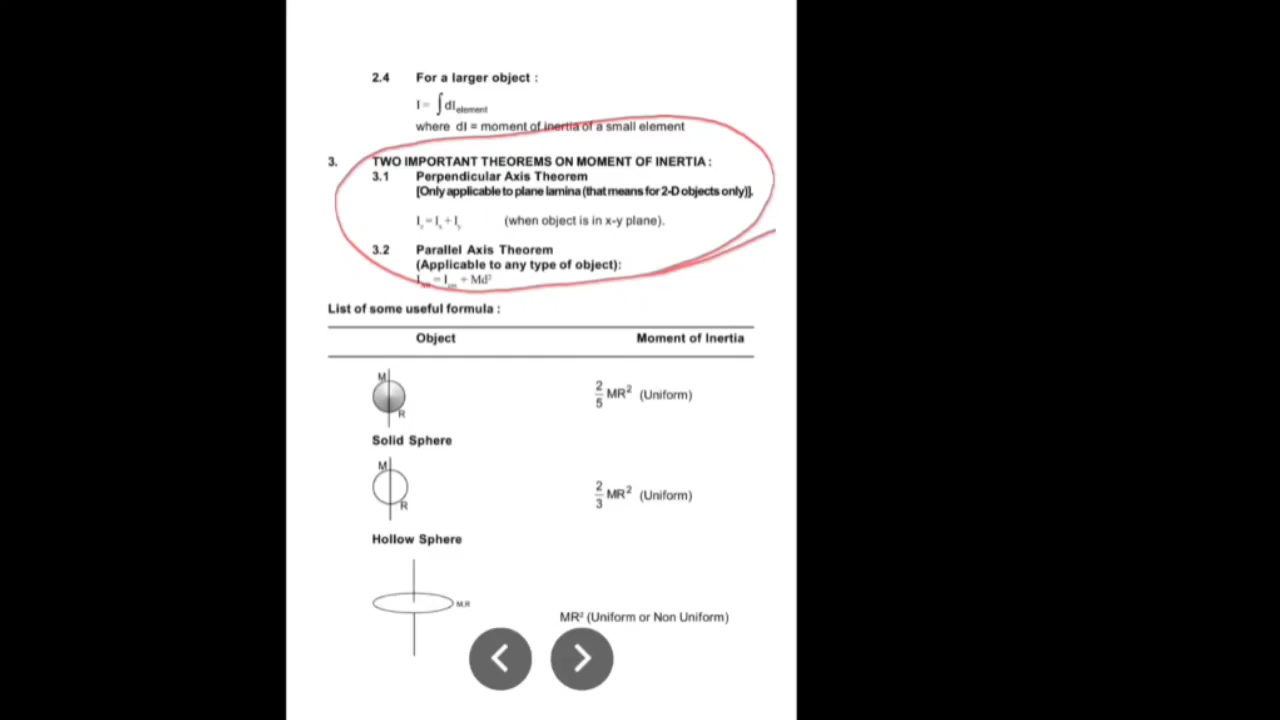 2.4 For a larger object :
I = ∫ dI element
where dI = moment of inertia of a small element
3. TWO IMPORTANT THEOREMS ON MOMENT OF INERTIA :
3.1 Perpendicular Axis Theorem
[Only applicable to plane lamina (that means for 2-D objects only)].
I = I + I (when object is in x-y plane).
3.2 Parallel Axis Theorem
(Applicable to any type of object):
I = I + Md²
List of some useful formula :
Object Moment of Inertia
M
2/5 MR² (Uniform)
R
Solid Sphere
M
2/3 MR² (Uniform)
R
Hollow Sphere
M,R
MR² (Uniform or Non Uniform)